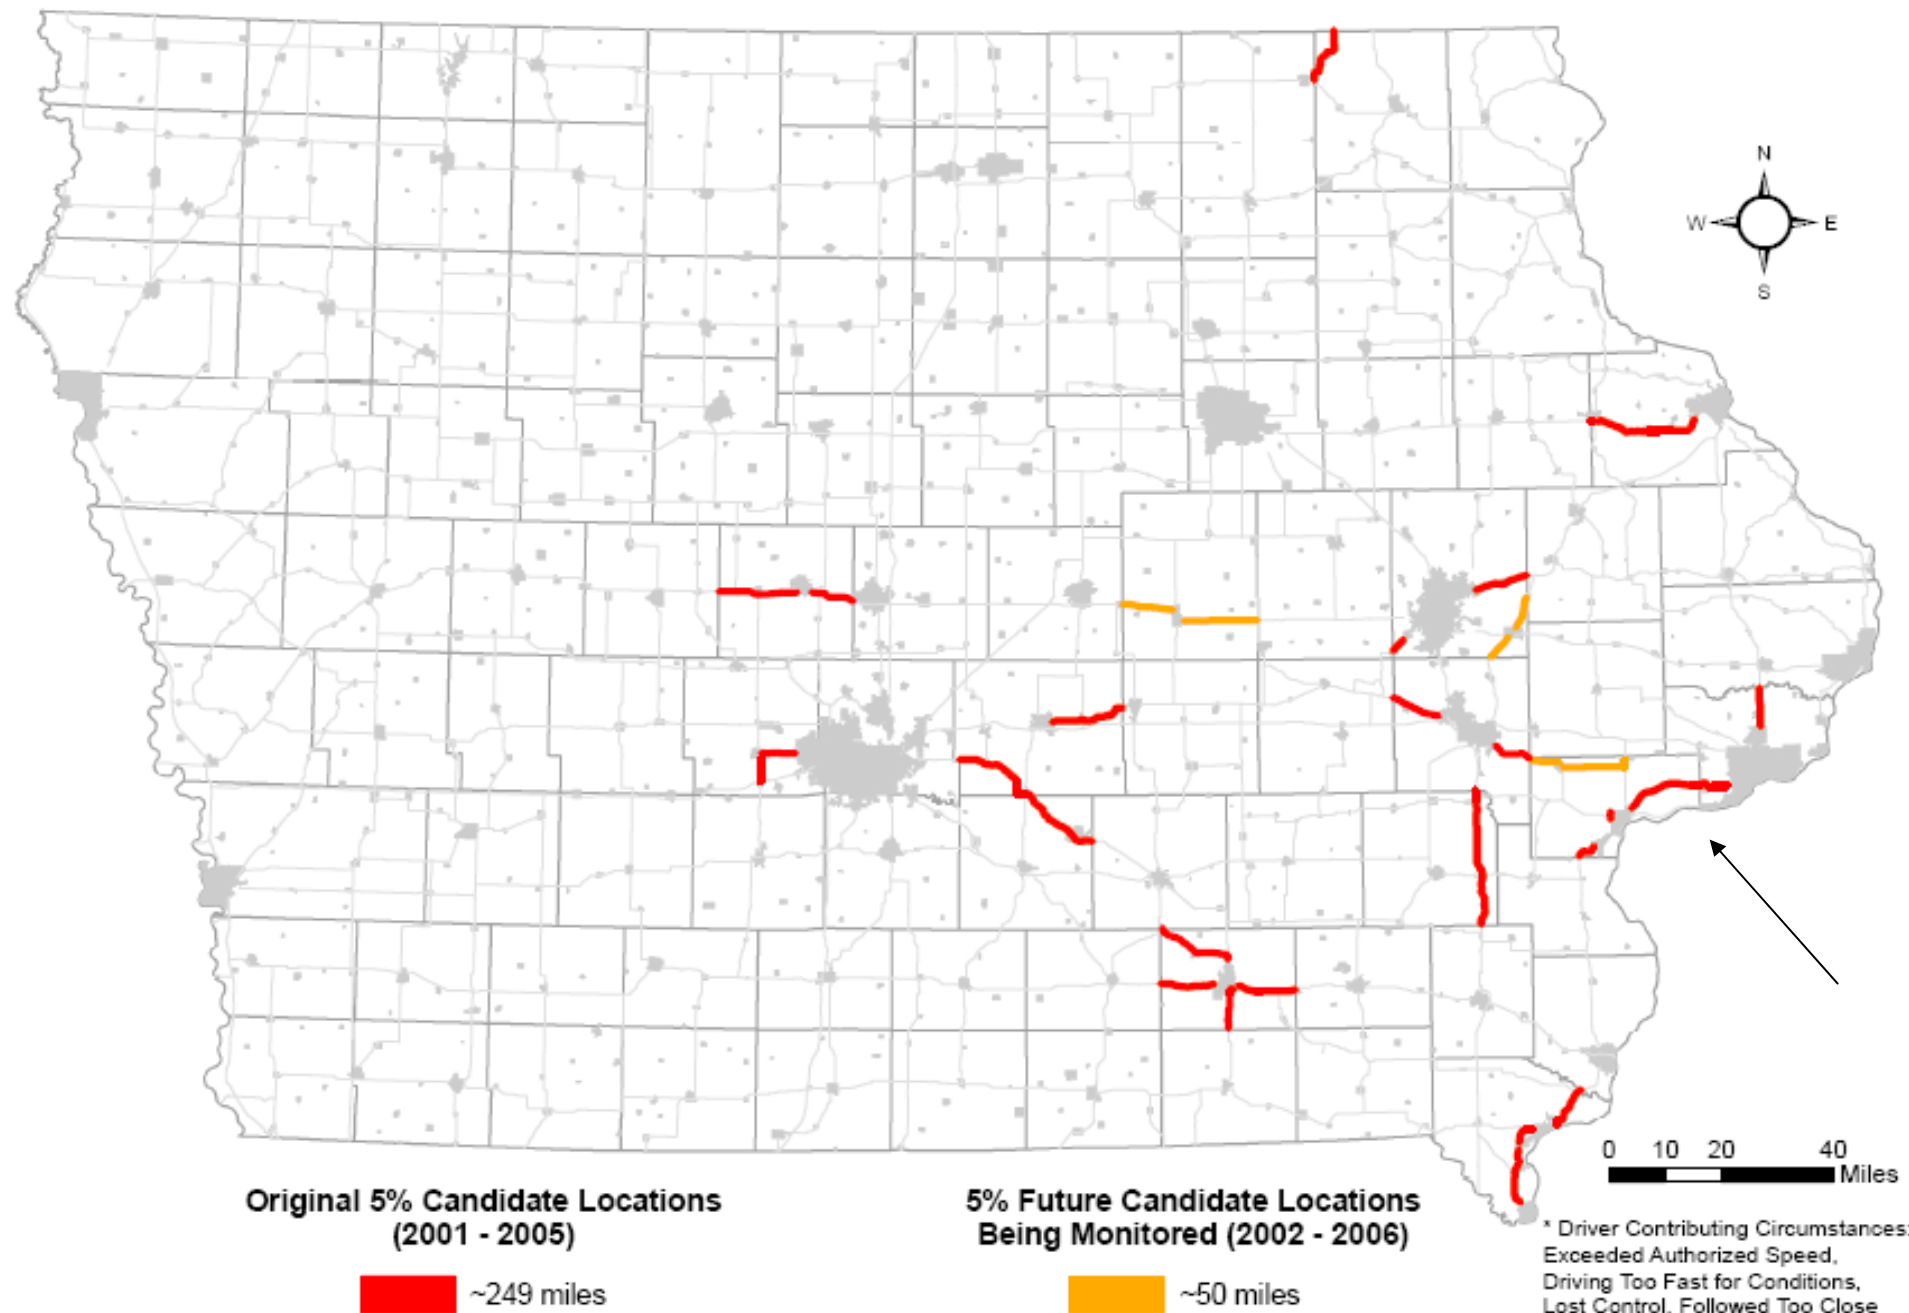 N
W E
S
0 10 20 40
Miles
Original 5% Candidate Locations
(2001 - 2005)
~249 miles
5% Future Candidate Locations
Being Monitored (2002 - 2006)
~50 miles
* Driver Contributing Circumstances:
Exceeded Authorized Speed,
Driving Too Fast for Conditions,
Lost Control, Followed Too Close